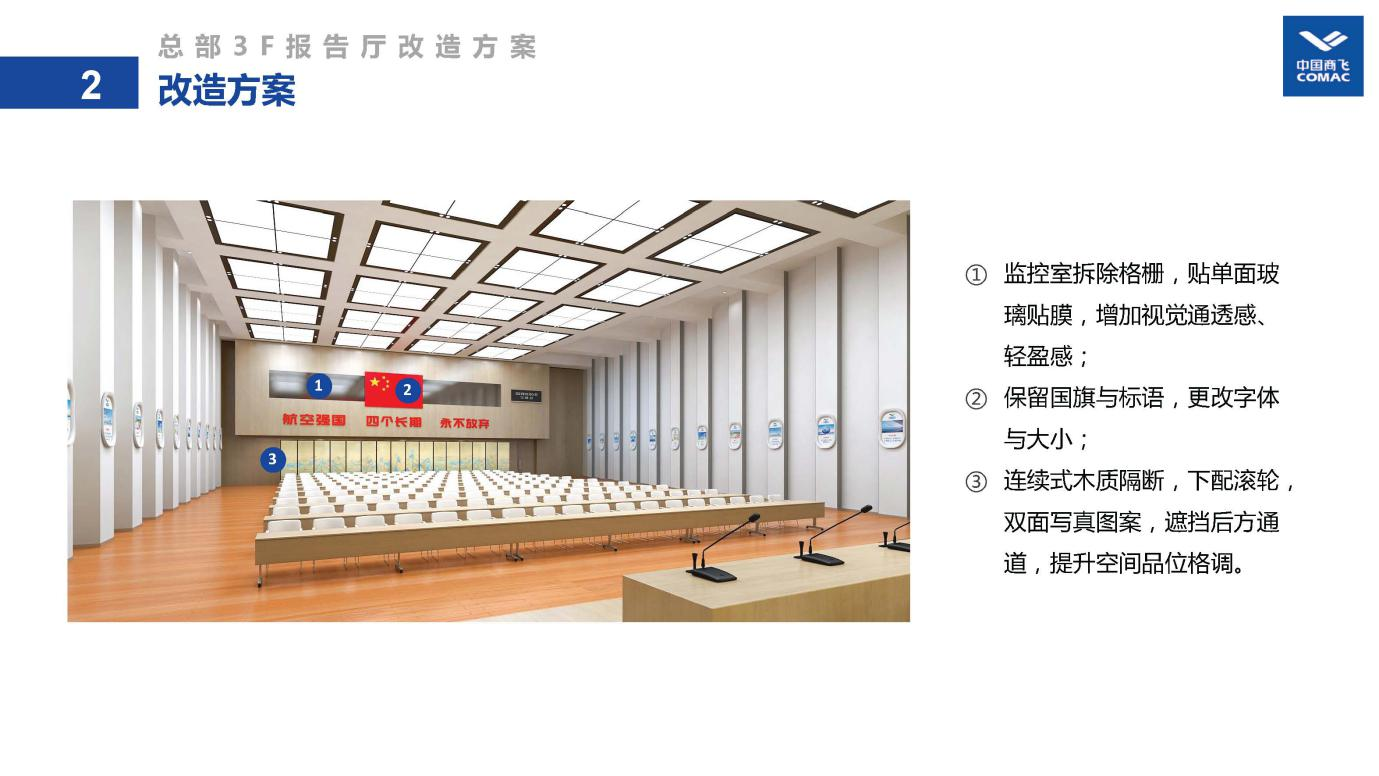 总部3F报告厅改造方案
2
改造方案
中国商飞
COMAC
1
2
航空强国 四个长期 永不放弃
3
① 监控室拆除格栅，贴单面玻
璃贴膜，增加视觉通透感、
轻盈感；
② 保留国旗与标语，更改字体
与大小；
③ 连续式木质隔断，下配滚轮，
双面写真图案，遮挡后方通
道，提升空间品位格调。